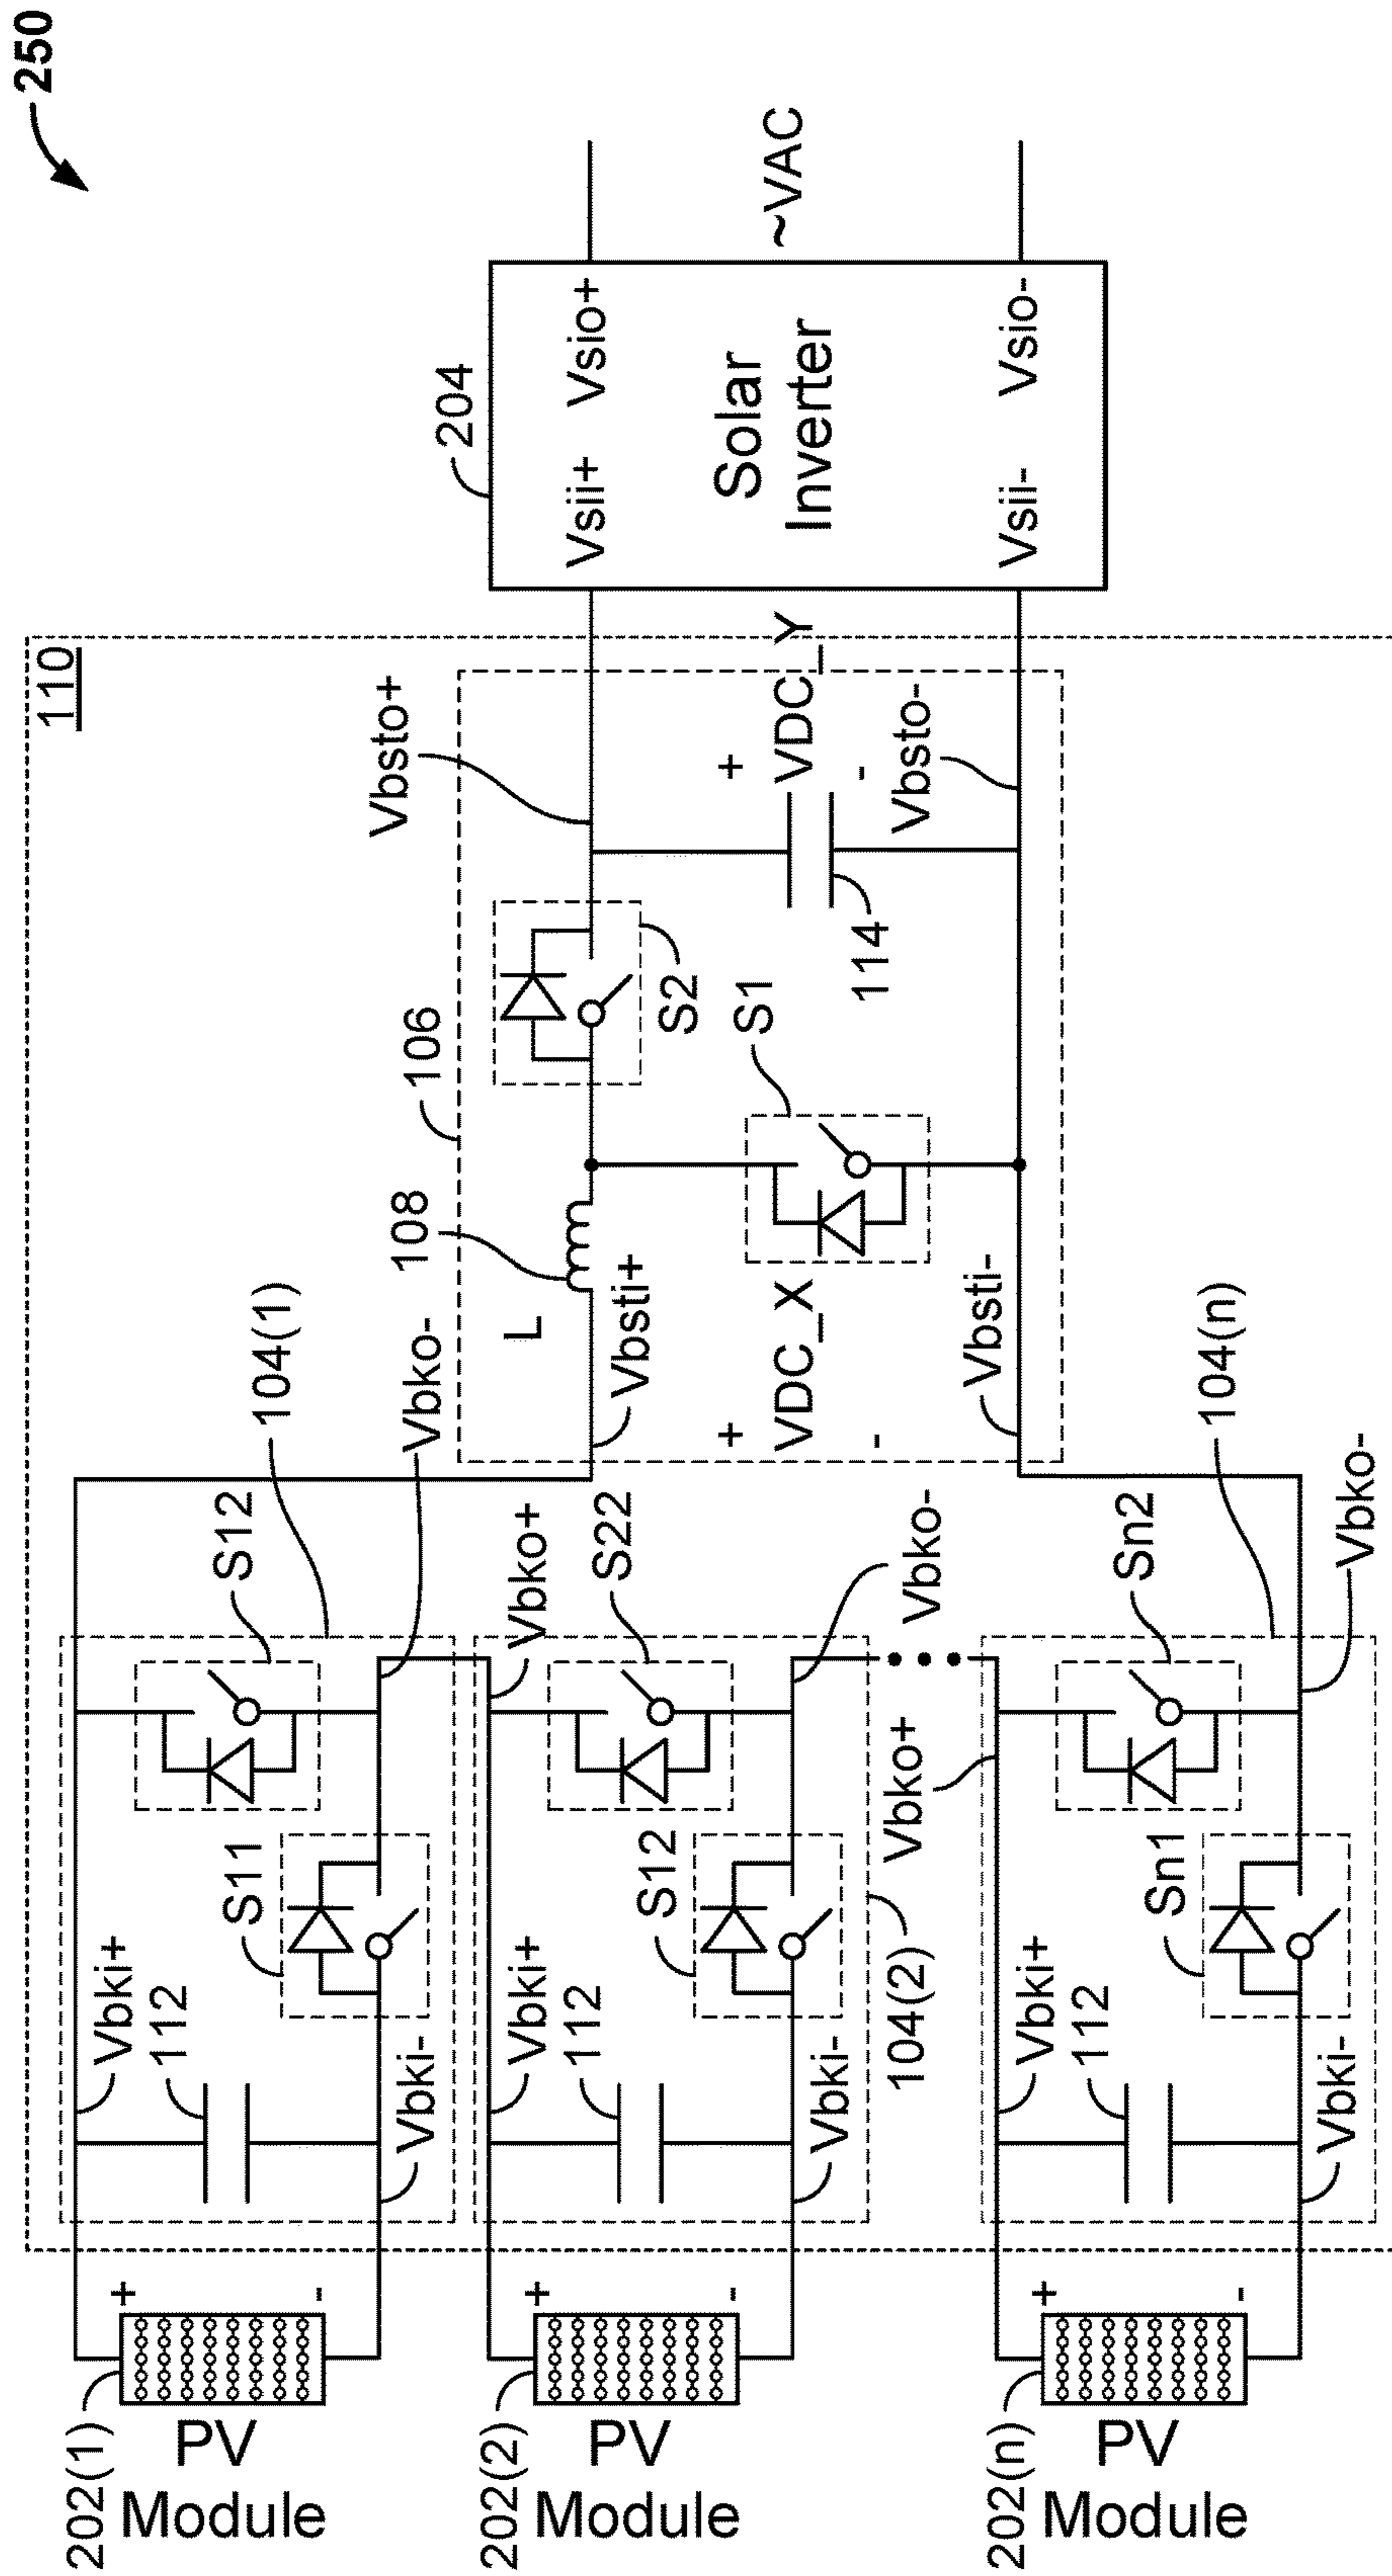 250
110
204
Vsii+ Vsio+
Solar
Inverter
Vsii- Vsio-
~VAC
106
Vbsto+
108
L
Vbsti+
S2
S1
+
VDC_X
-
+
VDC_Y
-
114
Vbsto-
Vbsti-
104(1)
Vbko-
S12
S11
Vbki+
112
Vbki-
+
-
202(1)
PV
Module
Vbko+
S22
Vbko-
S12
Vbki+
112
Vbki-
104(2)
+
-
202(2)
PV
Module
104(n)
Vbko+
Sn2
Vbko-
Sn1
Vbki+
112
Vbki-
+
-
202(n)
PV
Module